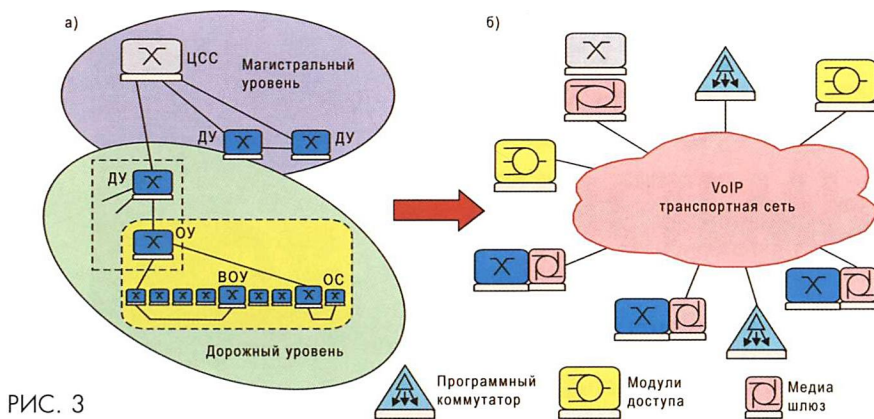 а)
ЦСС
Магистральный
уровень
ДУ
ДУ
ДУ
ОУ
ВОУ
ОС
Дорожный уровень
б)
VoIP
транспортная сеть
Программный
коммутатор
Модули
доступа
Медиа
шлюз
РИС. 3